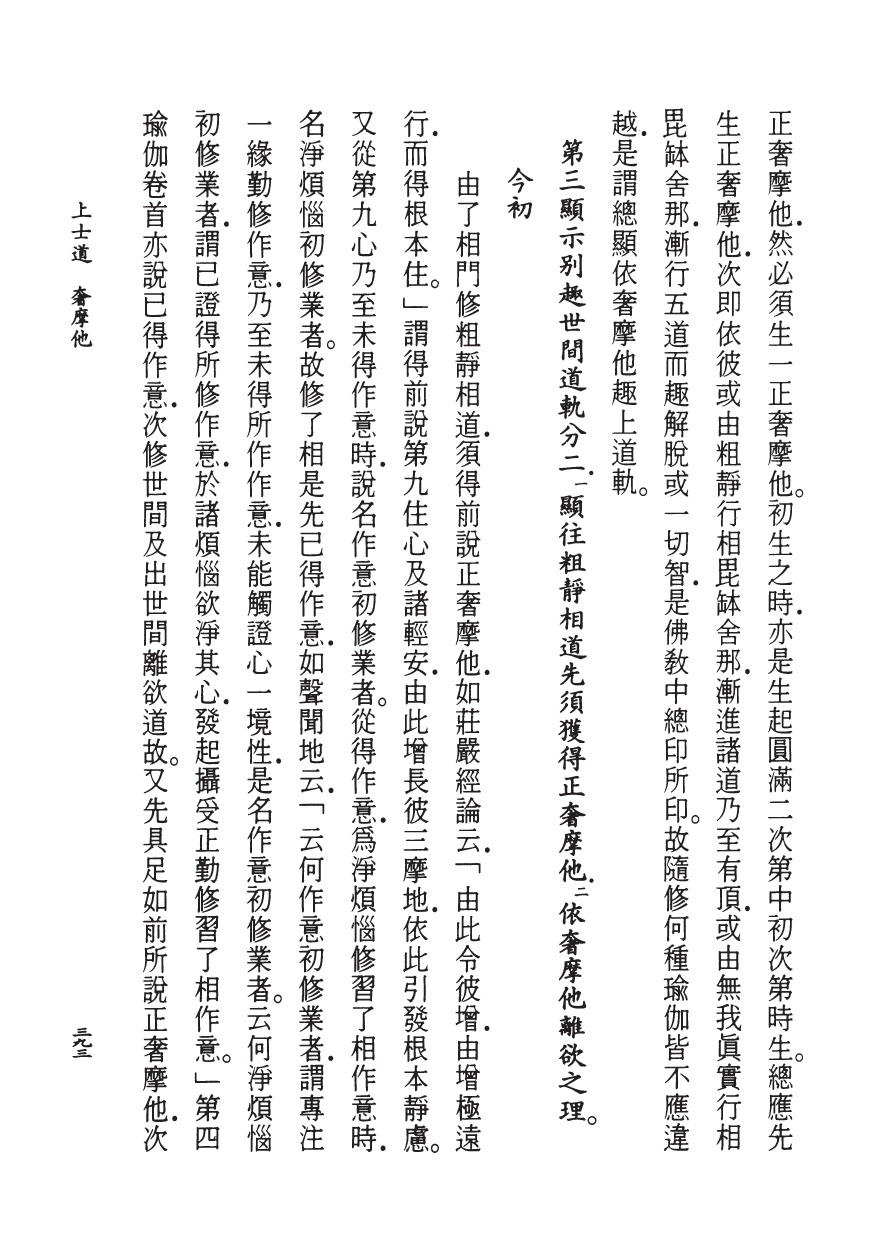 正奢摩他．然必須生一正奢摩他。初生之時．亦是生起圓滿二次第中初次第時生。總應先
生正奢摩他．次即依彼或由粗靜行相毘缽舍那．漸進諸道乃至有頂．或由無我眞實行相
毘缽舍那．漸行五道而趣解脫或一切智．是佛教中總印所印。故隨修何種瑜伽皆不應違
越．是謂總顯依奢摩他趣上道軌。
第三顯示別趣世間道軌分二．一顯往粗靜相道先須獲得正奢摩他．二依奢摩他離欲之理。
今初
由了相門修粗靜相道．須得前說正奢摩他．如莊嚴經論云．「由此令彼增．由增極遠
行．而得根本住。」謂得前說第九住心及諸輕安．由此增長彼三摩地．依此引發根本靜慮。
又從第九心乃至未得作意時．說名作意初修業者。從得作意．爲淨煩惱修習了相作意時．
名淨煩惱初修業者。故修了相是先已得作意．如聲聞地云．「云何作意初修業者．謂專注
一緣勤修作意．乃至未得所作作意．未能觸證心一境性．是名作意初修業者。云何淨煩惱
初修業者．謂已證得所修作意．於諸煩惱欲淨其心．發起攝受正勤修習了相作意。」第四
瑜伽卷首亦說已得作意．次修世間及出世間離欲道故。又先具足如前所說正奢摩他．次
上士道　奢摩他
三九三